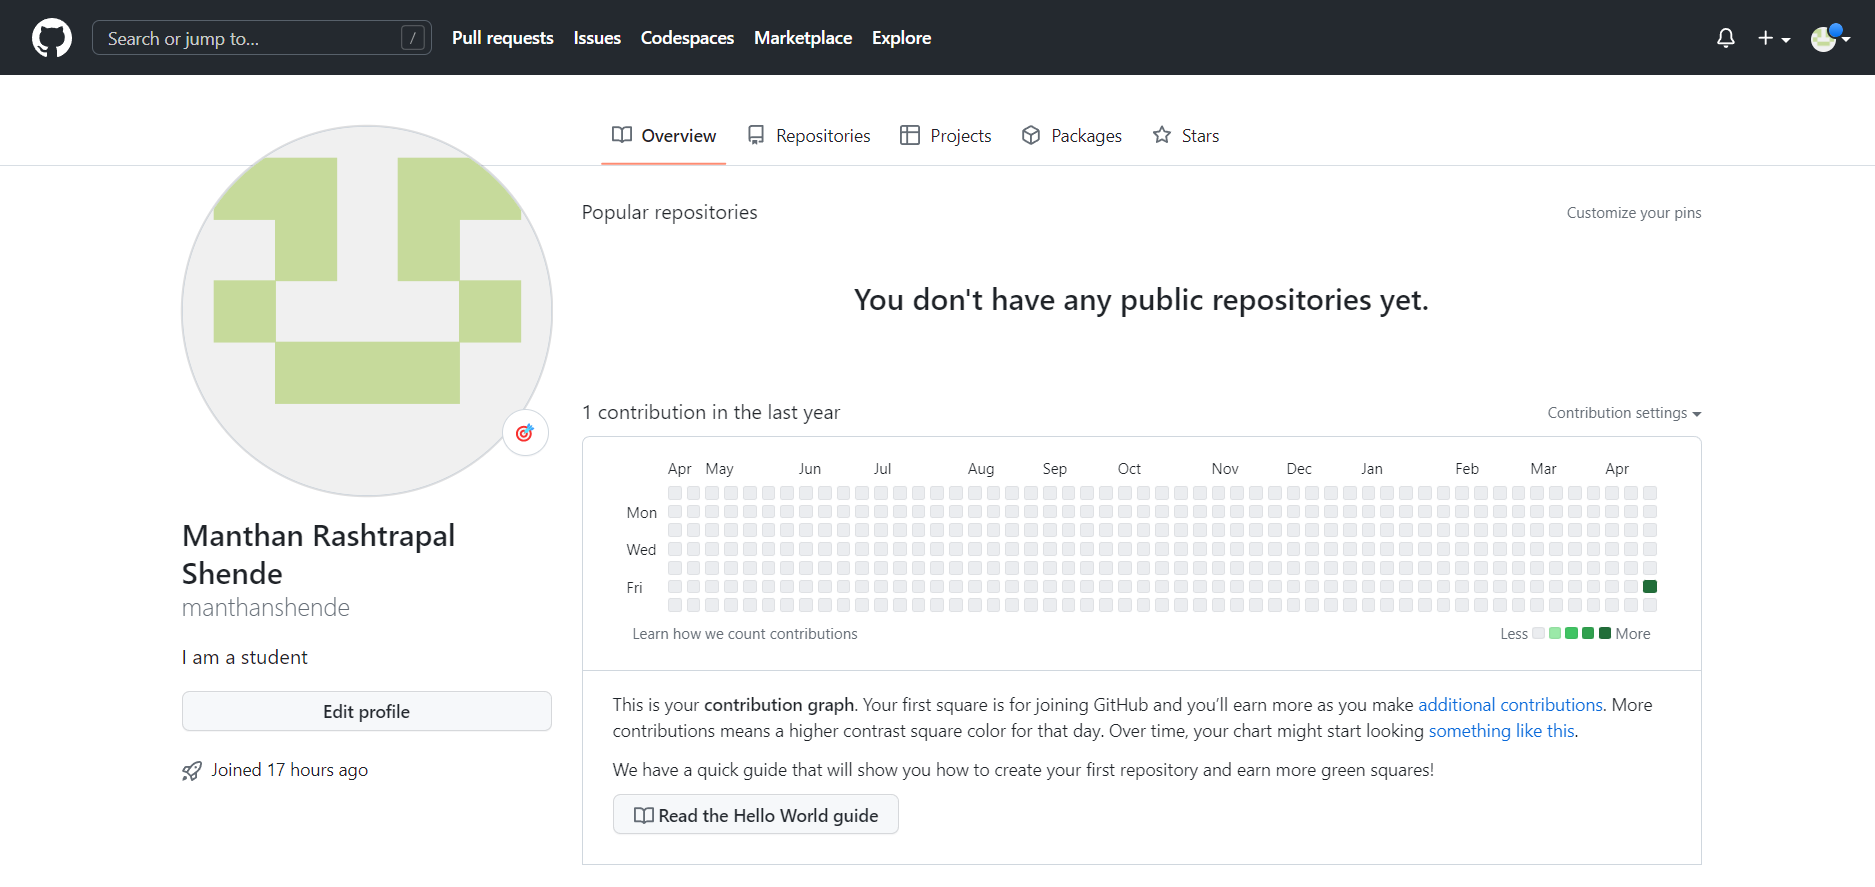 Search or jump to... / Pull requests Issues Codespaces Marketplace Explore
Overview Repositories Projects Packages Stars
Popular repositories Customize your pins
You don't have any public repositories yet.
1 contribution in the last year Contribution settings
Apr May Jun Jul Aug Sep Oct Nov Dec Jan Feb Mar Apr
Mon
Wed
Fri
Learn how we count contributions Less More
Manthan Rashtrapal
Shende
manthanshende
I am a student
Edit profile
Joined 17 hours ago
This is your contribution graph. Your first square is for joining GitHub and you’ll earn more as you make additional contributions. More
contributions means a higher contrast square color for that day. Over time, your chart might start looking something like this.
We have a quick guide that will show you how to create your first repository and earn more green squares!
Read the Hello World guide